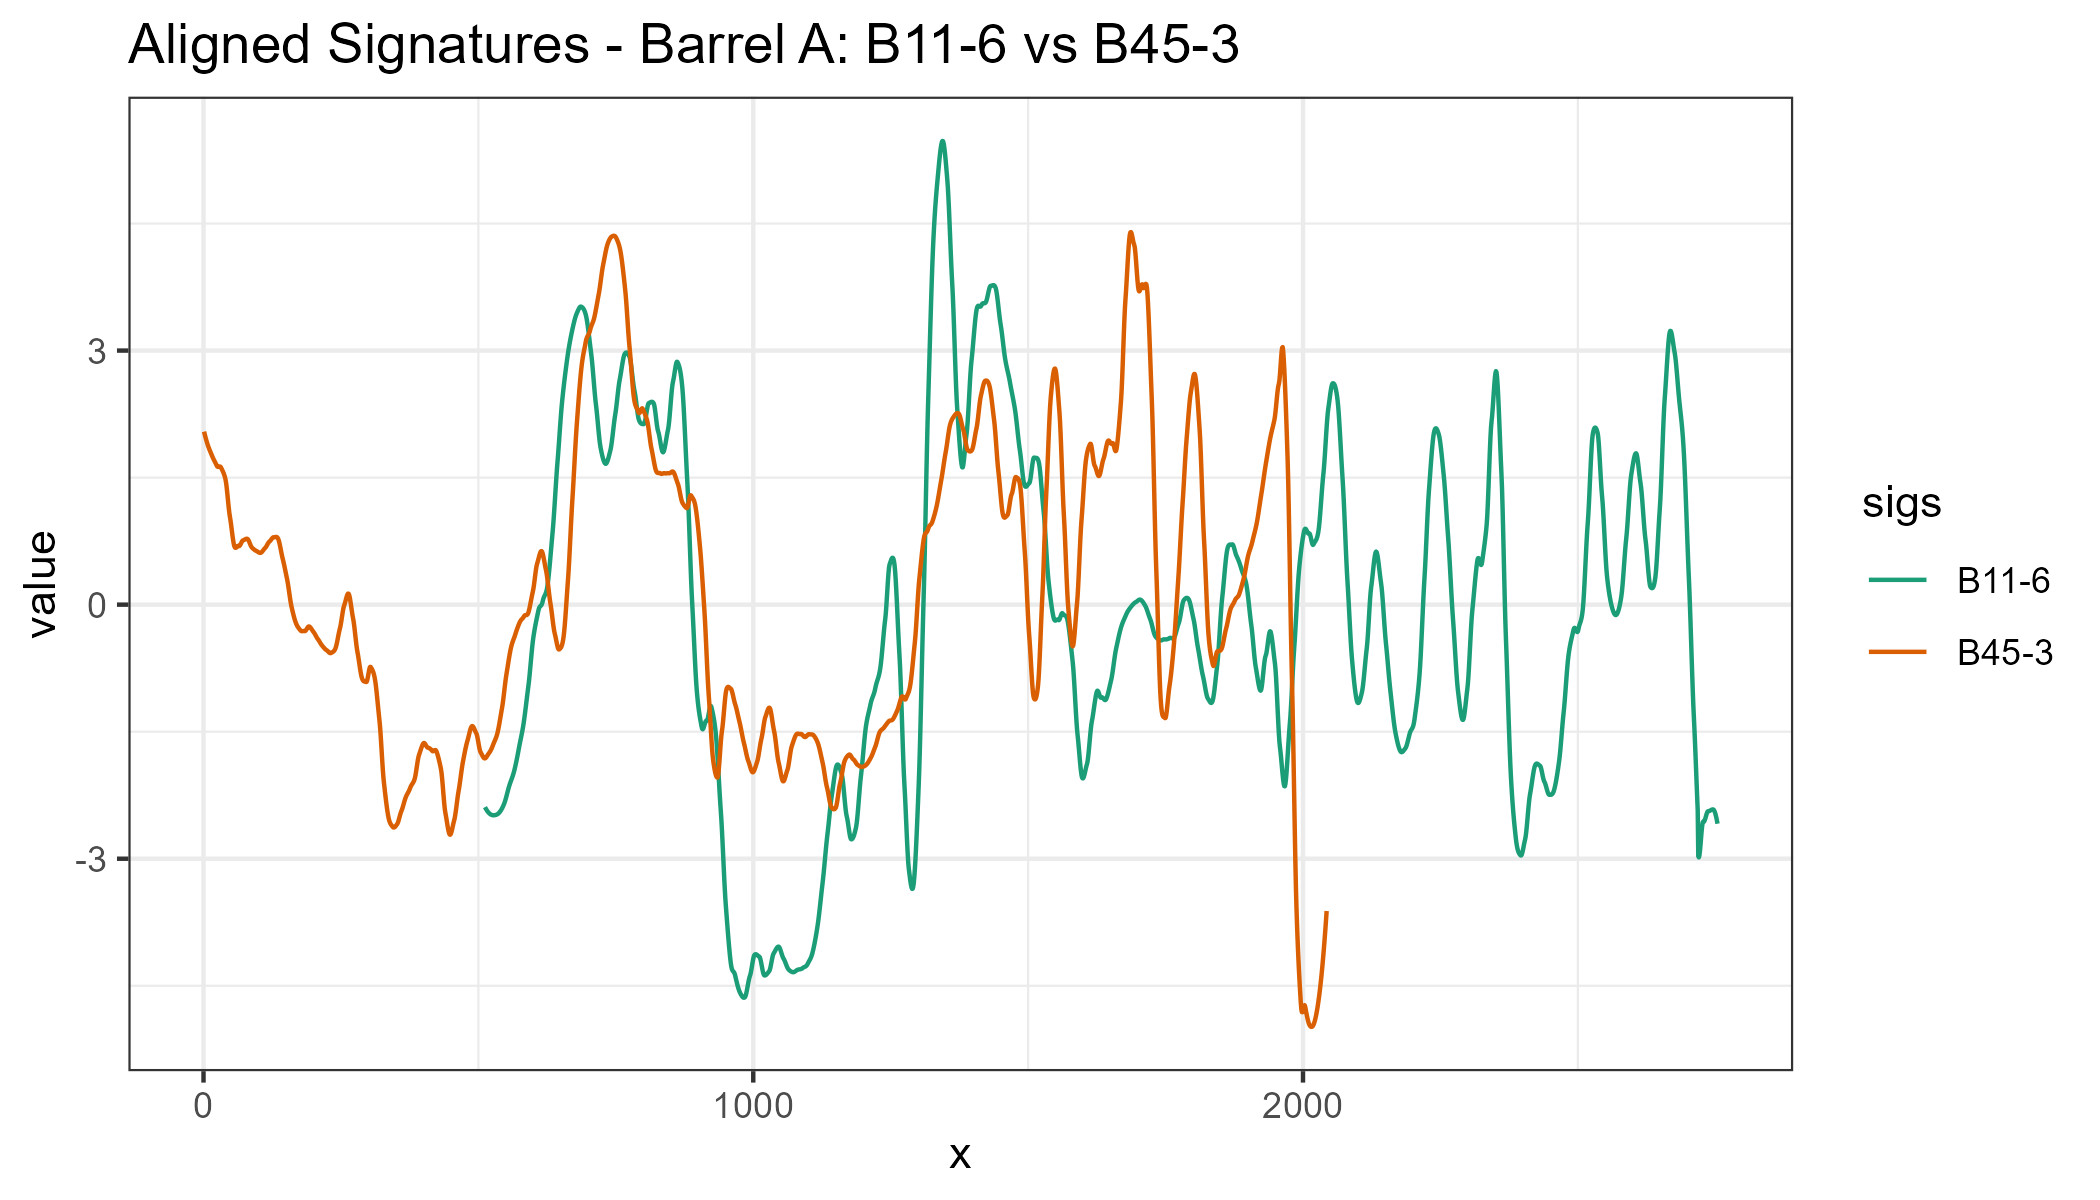 Aligned Signatures - Barrel A: B11-6 vs B45-3
value
3
0
-3
0 1000 2000
x
sigs
B11-6
B45-3